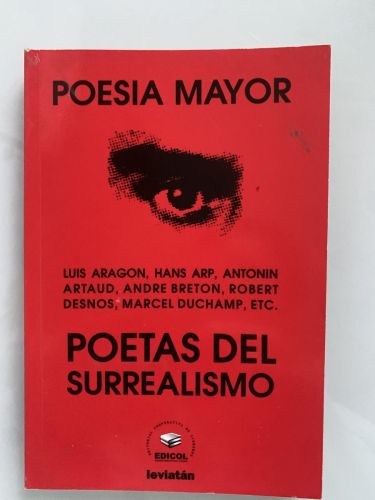 POESIA MAYOR
LUIS ARAGON, HANS ARP, ANTONIN
ARTAUD, ANDRE BRETON, ROBERT
DESNOS, MARCEL DUCHAMP, ETC.
POETAS DEL
SURREALISMO
EDICOL
leviatán